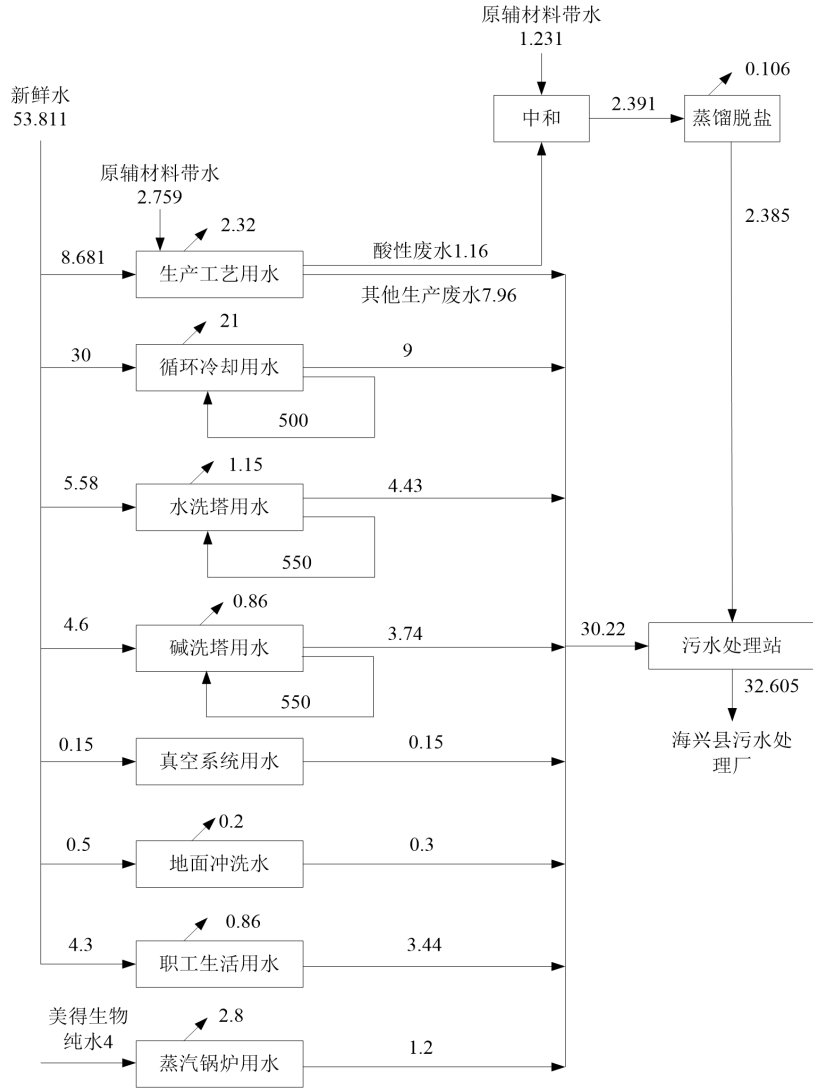 原辅材料带水
1.231
新鲜水
53.811
中和
2.391
蒸馏脱盐
0.106
2.385
原辅材料带水
2.759
2.32
8.681
生产工艺用水
酸性废水1.16
其他生产废水7.96
21
30
循环冷却用水
9
500
1.15
5.58
水洗塔用水
4.43
550
0.86
4.6
碱洗塔用水
3.74
550
30.22
污水处理站
32.605
海兴县污水处
理厂
0.15
真空系统用水
0.15
0.2
0.5
地面冲洗水
0.3
0.86
4.3
职工生活用水
3.44
美得生物
纯水4
2.8
蒸汽锅炉用水
1.2